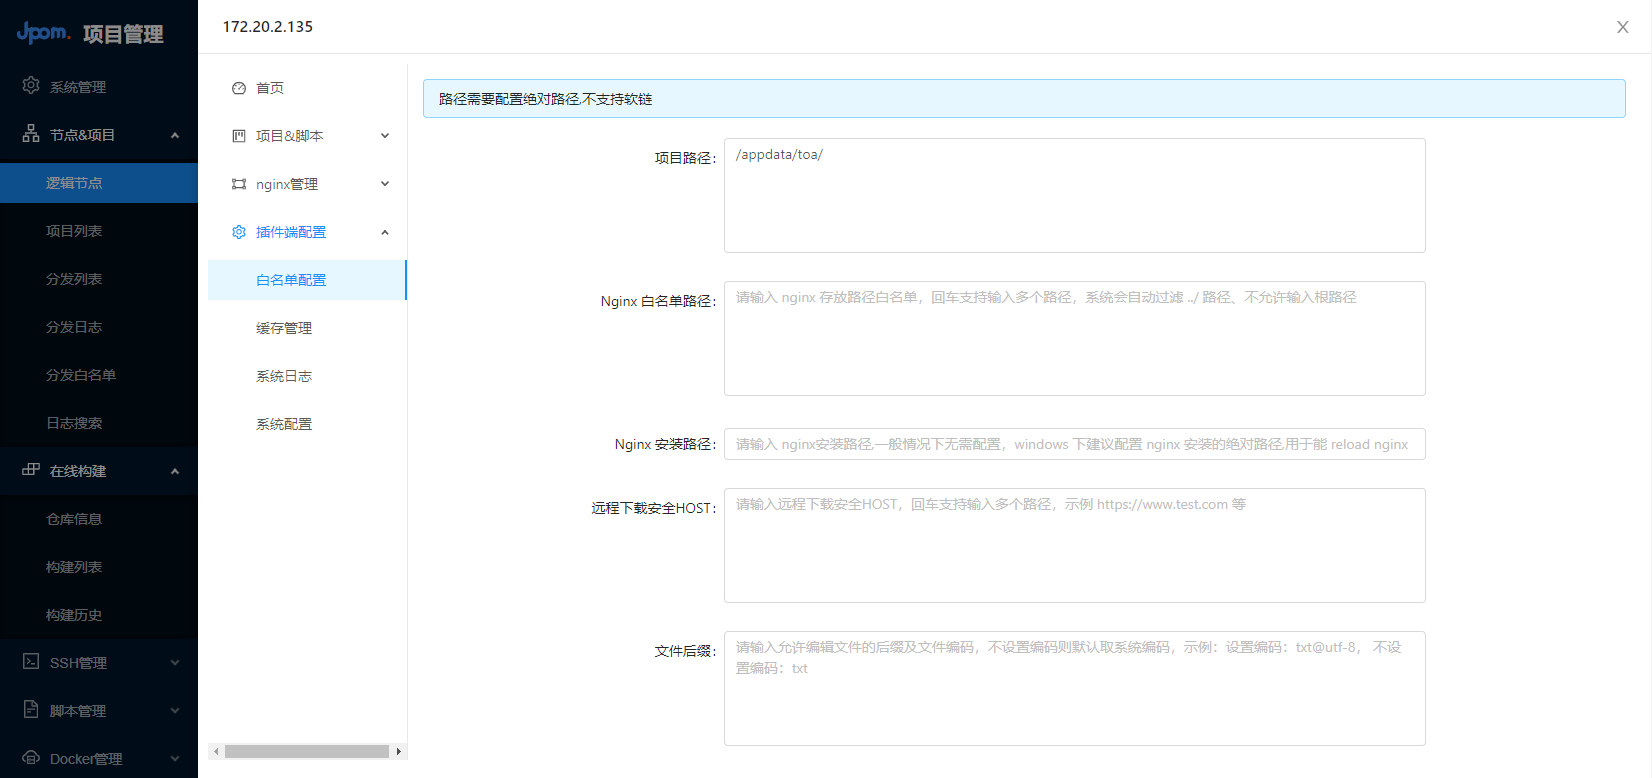 Jpom. 项目管理
系统管理
节点&项目
逻辑节点
项目列表
分发列表
分发日志
分发白名单
日志搜索
在线构建
仓库信息
构建列表
构建历史
SSH管理
脚本管理
Docker管理
172.20.2.135
首页
项目&脚本
nginx管理
插件端配置
白名单配置
缓存管理
系统日志
系统配置
路径需要配置绝对路径,不支持软链
项目路径:
/appdata/toa/
Nginx 白名单路径:
请输入 nginx 存放路径白名单，回车支持输入多个路径，系统会自动过滤 ../ 路径、不允许输入根路径
Nginx 安装路径:
请输入 nginx安装路径,一般情况下无需配置，windows 下建议配置 nginx 安装的绝对路径,用于能 reload nginx
远程下载安全HOST:
请输入远程下载安全HOST，回车支持输入多个路径，示例 https://www.test.com 等
文件后缀:
请输入允许编辑文件的后缀及文件编码，不设置编码则默认取系统编码，示例：设置编码：txt@utf-8， 不设
置编码：txt